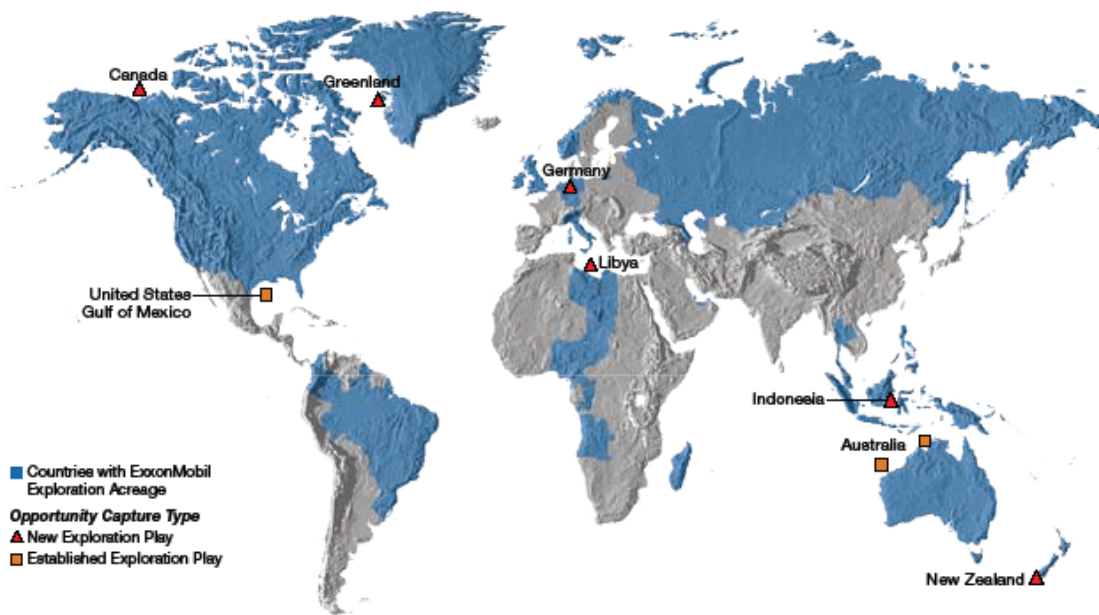 Canada
Greenland
Germany
Libya
United States
Gulf of Mexico
Indonesia
Australia
Countries with ExxonMobil
Exploration Acreage
Opportunity Capture Type
New Exploration Play
Established Exploration Play
New Zealand